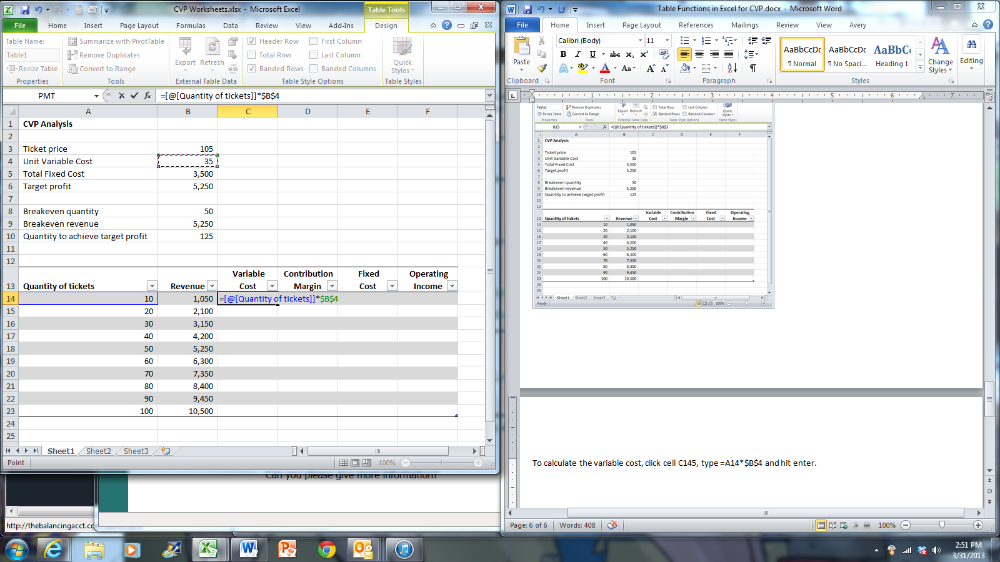 CVP Worksheets.xlsx - Microsoft Excel
Table Tools
File Home Insert Page Layout Formulas Data Review View Add-Ins Design
Table Name:
Table1
Resize Table
Properties
Summarize with PivotTable
Remove Duplicates
Convert to Range
Tools
Export Refresh
External Table Data
Header Row First Column
Total Row Last Column
Banded Rows Banded Columns
Table Style Options
Quick
Styles
Table Styles
PMT fx =[@[Quantity of tickets]]*$B$4
A B C D E F
1 CVP Analysis
2
3 Ticket price 105
4 Unit Variable Cost 35
5 Total Fixed Cost 3,500
6 Target profit 5,250
7
8 Breakeven quantity 50
9 Breakeven revenue 5,250
10 Quantity to achieve target profit 125
11
12
Variable Contribution Fixed Operating
13 Quantity of tickets Revenue Cost Margin Cost Income
14 10 1,050 =[@[Quantity of tickets]]*$B$4
15 20 2,100
16 30 3,150
17 40 4,200
18 50 5,250
19 60 6,300
20 70 7,350
21 80 8,400
22 90 9,450
23 100 10,500
24
25
Sheet1 Sheet2 Sheet3
Point 100%
Can you please give more information?
http://thebalancingacct.co
Table Functions in Excel for CVP.docx - Microsoft Word
File Home Insert Page Layout References Mailings Review View Avery
Paste
Clipboard
Calibri (Body) 11
B I U abc x₂ x²
A ab A Aa A A
Font
Paragraph
AaBbCcDc AaBbCcDc AaBbC
¶ Normal ¶ No Spaci... Heading 1
Styles
Change
Styles
Editing
1 2 3 4 5 6 7
Table1
Resize Table
Properties
Remove Duplicates
Convert to Range
Tools
Export Refresh
External Table Data
Total Row Last Column
Banded Rows Banded Columns
Table Style Options
Quick
Styles
Table Styles
B15 fx =[@[Quantity of tickets]]*$B$3
A B C D E F
1 CVP Analysis
2
3 Ticket price 105
4 Unit Variable Cost 35
5 Total Fixed Cost 3,500
6 Target profit 5,250
7
8 Breakeven quantity 50
9 Breakeven revenue 5,250
10 Quantity to achieve target profit 125
11
12
Variable Contribution Fixed Operating
13 Quantity of tickets Revenue Cost Margin Cost Income
14 10 1,050
15 20 2,100
16 30 3,150
17 40 4,200
18 50 5,250
19 60 6,300
20 70 7,350
21 80 8,400
22 90 9,450
23 100 10,500
24
25
Sheet1 Sheet2 Sheet3
Ready 100%
To calculate the variable cost, click cell C145, type =A14*$B$4 and hit enter.
Page: 6 of 6 Words: 408 100%
2:51 PM
3/31/2013